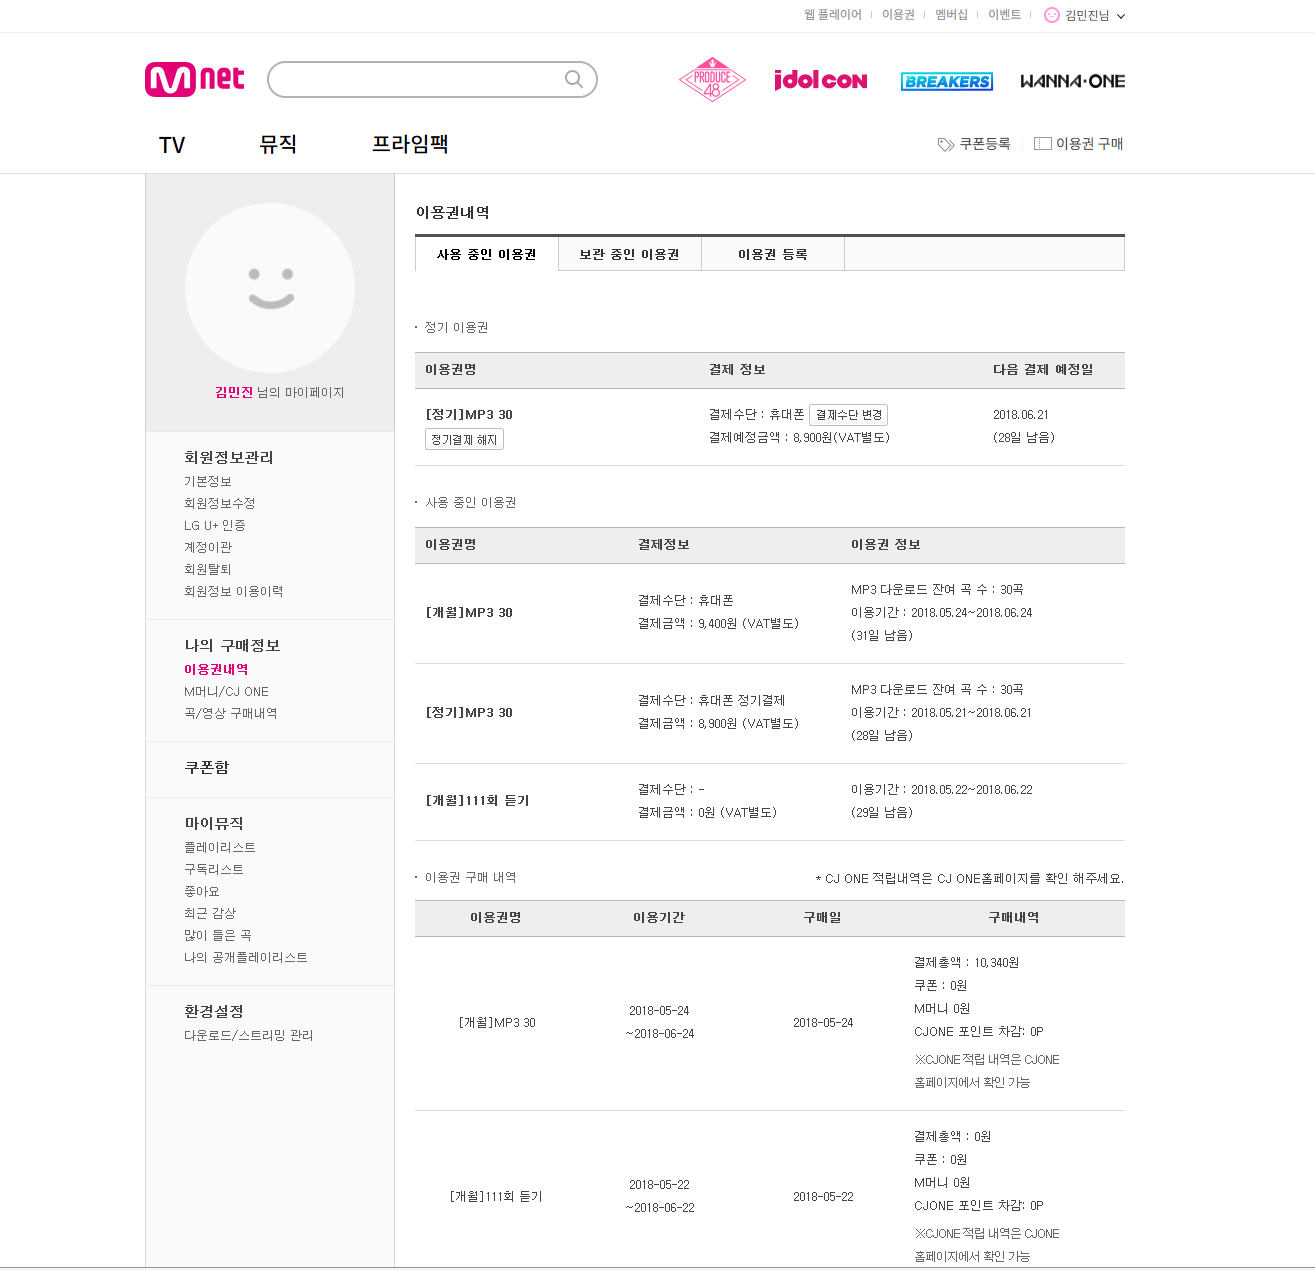 웹 플레이어 이용권 멤버십 이벤트 김민진님
Mnet PRODUCE 48 idol CON BREAKERS WANNA·ONE
TV 뮤직 프라임팩 쿠폰등록 이용권 구매
김민진 님의 마이페이지
회원정보관리
기본정보
회원정보수정
LG U+ 인증
계정이관
회원탈퇴
회원정보 이용이력
나의 구매정보
이용권내역
M머니/CJ ONE
곡/영상 구매내역
쿠폰함
마이뮤직
플레이리스트
구독리스트
좋아요
최근 감상
많이 들은 곡
나의 공개플레이리스트
환경설정
다운로드/스트리밍 관리
이용권내역
사용 중인 이용권 보관 중인 이용권 이용권 등록
· 정기 이용권
이용권명 결제 정보 다음 결제 예정일
[정기]MP3 30
정기결제 해지
결제수단 : 휴대폰 결제수단 변경
결제예정금액 : 8,900원(VAT별도)
2018.06.21
(28일 남음)
· 사용 중인 이용권
이용권명 결제정보 이용권 정보
[개월]MP3 30
결제수단 : 휴대폰
결제금액 : 9,400원 (VAT별도)
MP3 다운로드 잔여 곡 수 : 30곡
이용기간 : 2018.05.24~2018.06.24
(31일 남음)
[정기]MP3 30
결제수단 : 휴대폰 정기결제
결제금액 : 8,900원 (VAT별도)
MP3 다운로드 잔여 곡 수 : 30곡
이용기간 : 2018.05.21~2018.06.21
(28일 남음)
[개월]111회 듣기
결제수단 : -
결제금액 : 0원 (VAT별도)
이용기간 : 2018.05.22~2018.06.22
(29일 남음)
· 이용권 구매 내역 * CJ ONE 적립내역은 CJ ONE홈페이지를 확인 해주세요.
이용권명 이용기간 구매일 구매내역
[개월]MP3 30
2018-05-24
~2018-06-24
2018-05-24
결제총액 : 10,340원
쿠폰 : 0원
M머니 0원
CJONE 포인트 차감: 0P
※CJONE 적립 내역은 CJONE
홈페이지에서 확인 가능
[개월]111회 듣기
2018-05-22
~2018-06-22
2018-05-22
결제총액 : 0원
쿠폰 : 0원
M머니 0원
CJONE 포인트 차감: 0P
※CJONE 적립 내역은 CJONE
홈페이지에서 확인 가능